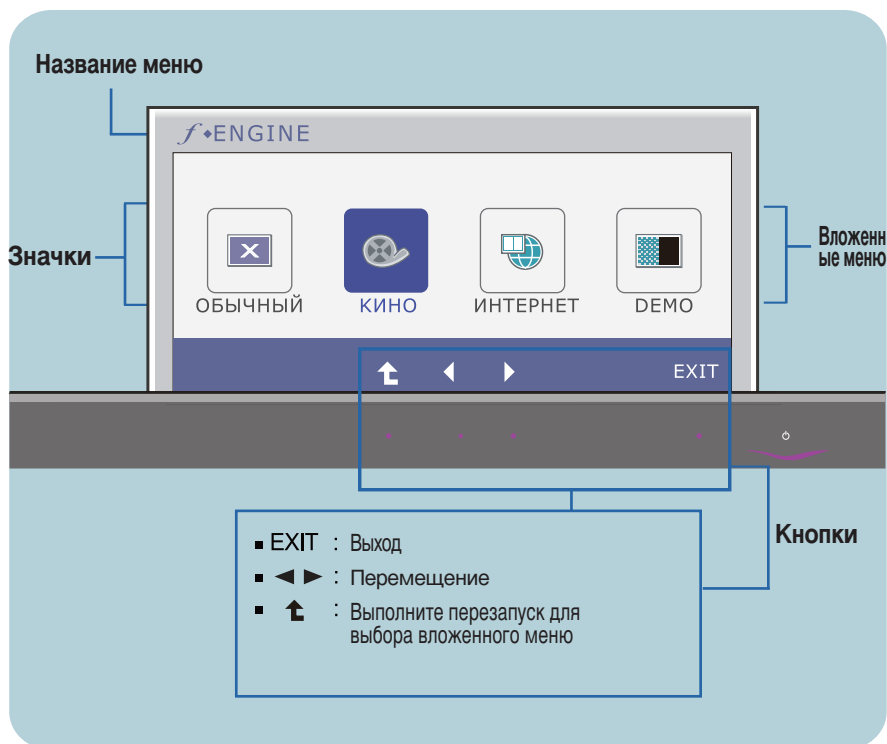 Название меню
f◆ENGINE
Значки
ОБЫЧНЫЙ
КИНО
ИНТЕРНЕТ
DEMO
Вложенн
ые меню
EXIT
Кнопки
▪ EXIT : Выход
▪ ◀ ▶ : Перемещение
▪ : Выполните перезапуск для
выбора вложенного меню